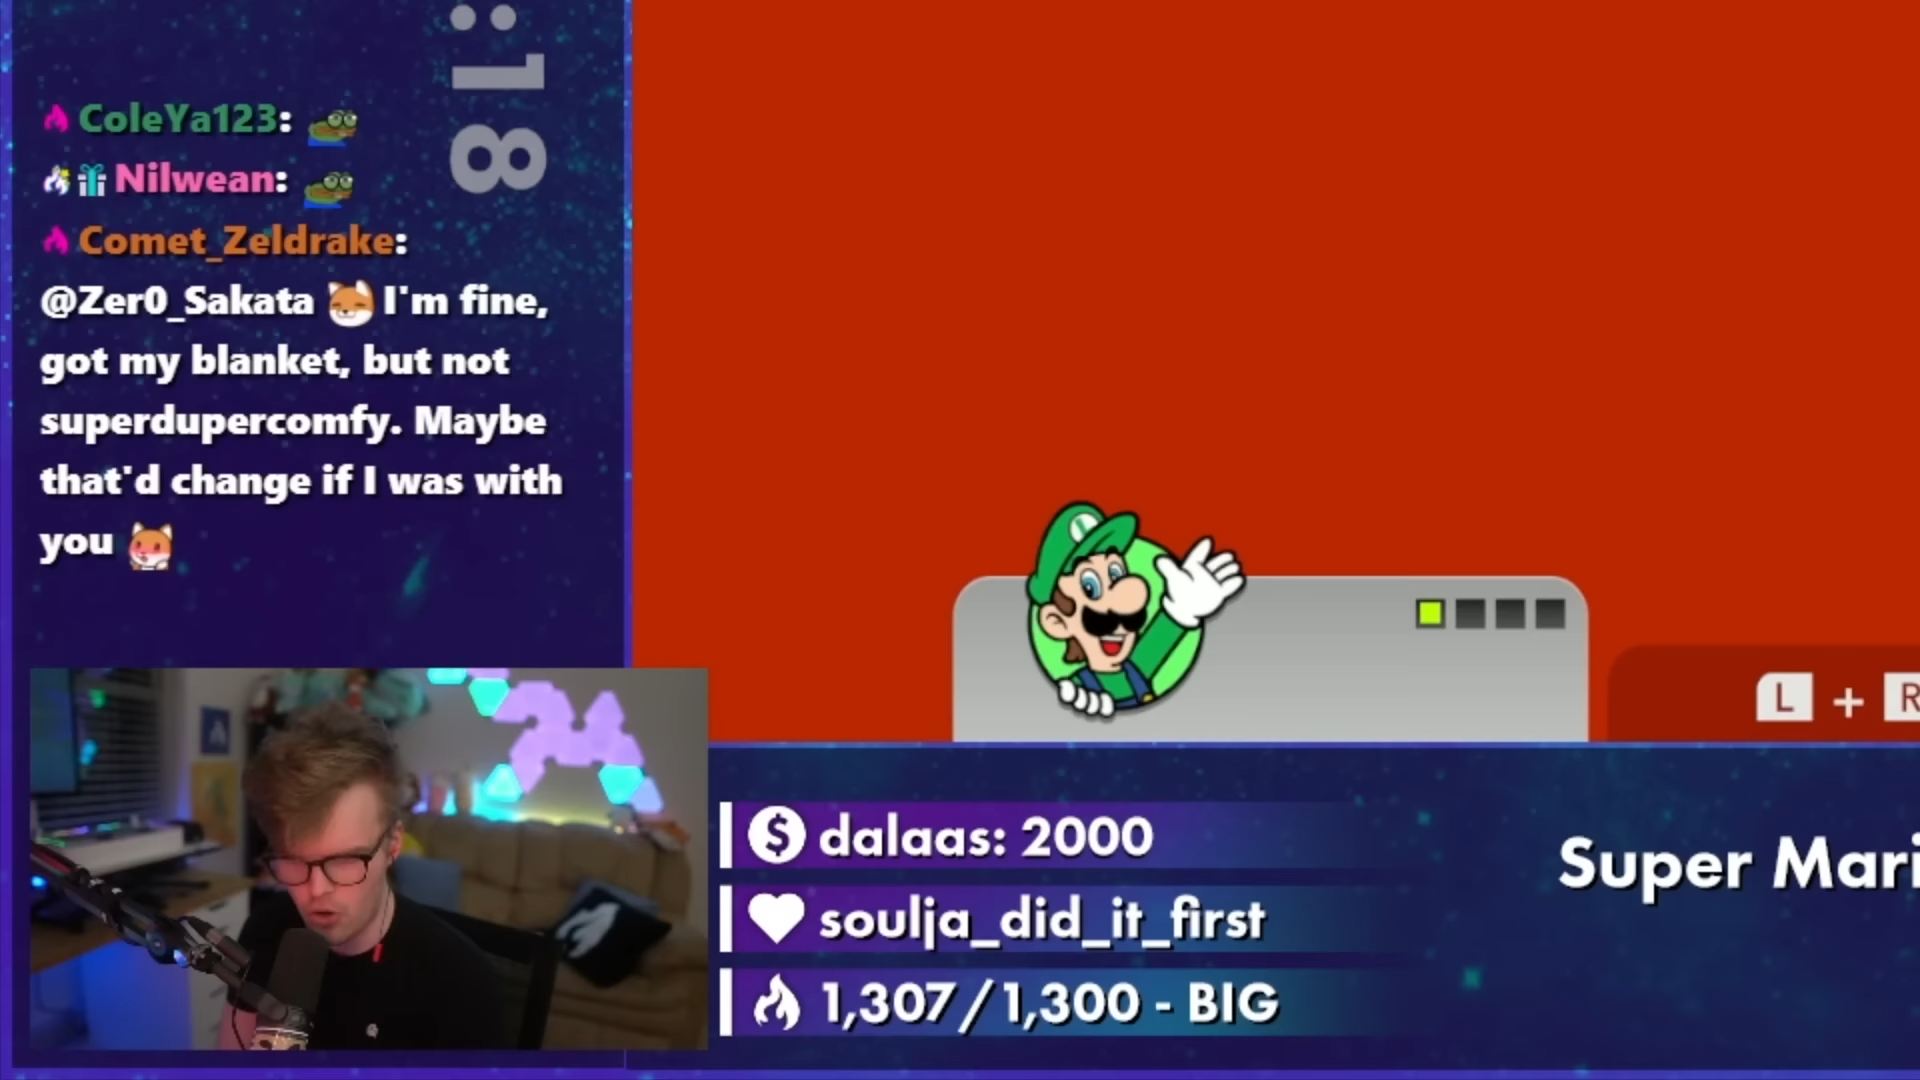 :18
ColeYa123:
Nilwean:
Comet_Zeldrake:
@Zer0_Sakata I'm fine,
got my blanket, but not
superdupercomfy. Maybe
that'd change if I was with
you
L
L + R
dalaas: 2000
soulja_did_it_first
1,307/1,300 - BIG
Super Mari